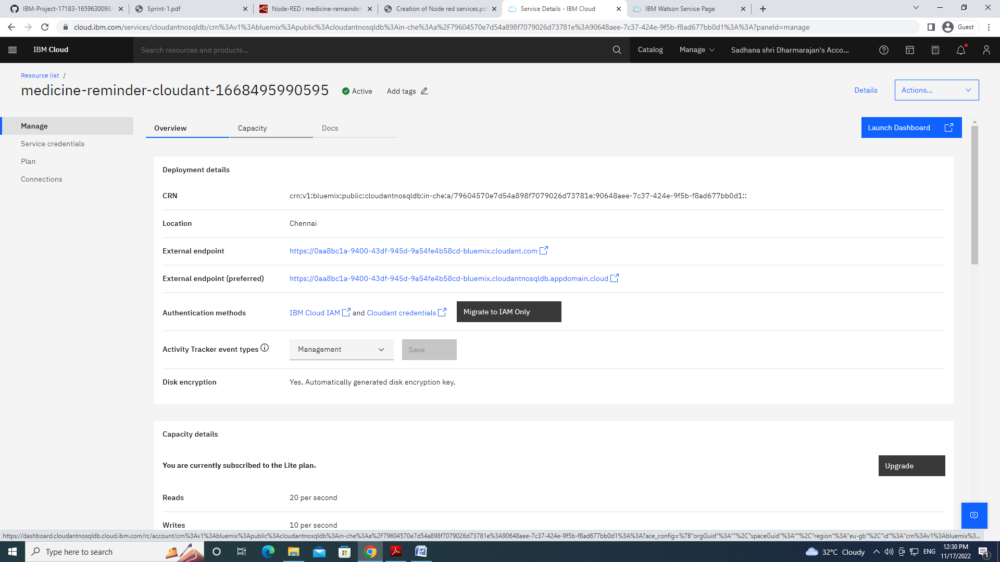 IBM-Project-17183-1659630098/
Sprint-1.pdf
Node-RED : medicine-remainder.
Creation of Node red services.pd
Service Details - IBM Cloud
IBM Watson Service Page
cloud.ibm.com/services/cloudantnosqldb/crn%3Av1%3Abluemix%3Apublic%3Acloudantnosqldb%3Ain-che%3Aa%2F79604570e7d54a898f7079026d73781e%3A90648aee-7c37-424e-9f5b-f8ad677bb0d1%3A%3A?paneId=manage
Guest
IBM Cloud
Search resources and products...
Catalog
Manage
Sadhana shri Dharmarajan's Acco...
Resource list /
medicine-reminder-cloudant-1668495990595
Active
Add tags
Details
Actions...
Manage
Service credentials
Plan
Connections
Overview
Capacity
Docs
Launch Dashboard
Deployment details
CRN
crn:v1:bluemix:public:cloudantnosqldb:in-che:a/79604570e7d54a898f7079026d73781e:90648aee-7c37-424e-9f5b-f8ad677bb0d1::
Location
Chennai
External endpoint
https://0aa8bc1a-9400-43df-945d-9a54fe4b58cd-bluemix.cloudant.com
External endpoint (preferred)
https://0aa8bc1a-9400-43df-945d-9a54fe4b58cd-bluemix.cloudantnosqldb.appdomain.cloud
Authentication methods
IBM Cloud IAM and Cloudant credentials
Migrate to IAM Only
Activity Tracker event types
Management
Save
Disk encryption
Yes. Automatically generated disk encryption key.
Capacity details
You are currently subscribed to the Lite plan.
Upgrade
Reads
20 per second
Writes
10 per second
https://dashboard.cloudantnosqldb.cloud.ibm.com/rc/account/crn%3Av1%3Abluemix%3Apublic%3Acloudantnosqldb%3Ain-che%3Aa%2F79604570e7d54a898f7079026d73781e%3A90648aee-7c37-424e-9f5b-f8ad677bb0d1%3A%3A?ace_config=%7B"orgGuid"%3A""%2C"spaceGuid"%3A""%2C"region"%3A"eu-gb"%2C"id"%3A"crn%3Av1%3Abluemix%3...
Type here to search
32°C Cloudy
ENG
12:30 PM
11/17/2022
1